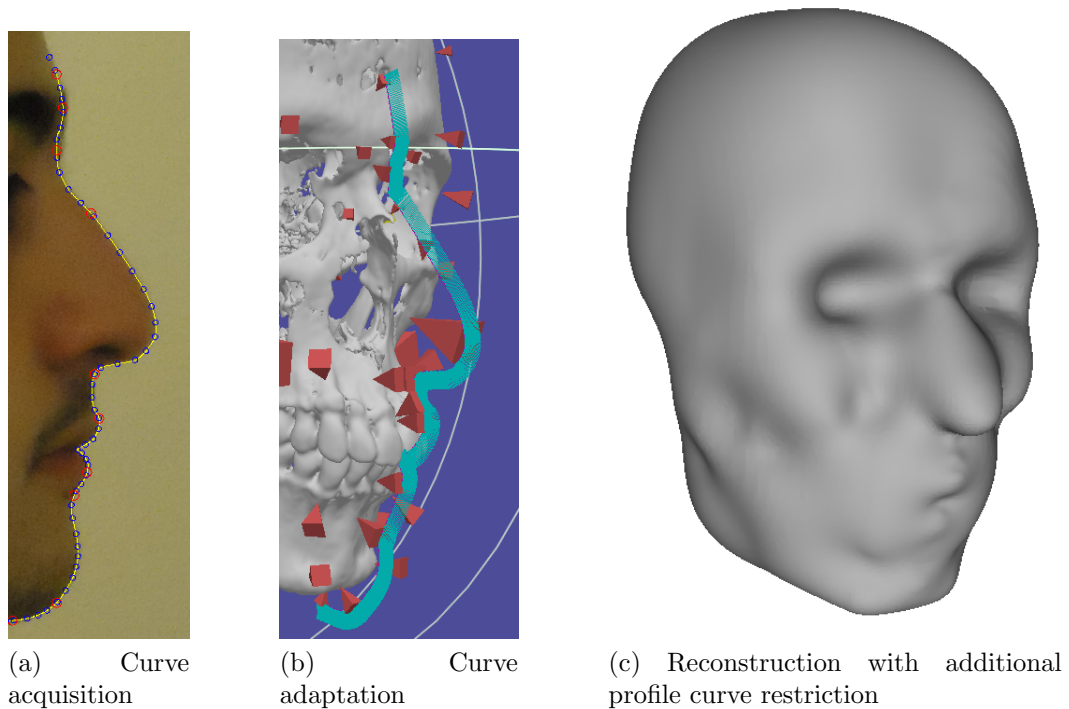 (a) Curve
acquisition
(b) Curve
adaptation
(c) Reconstruction with additional
profile curve restriction